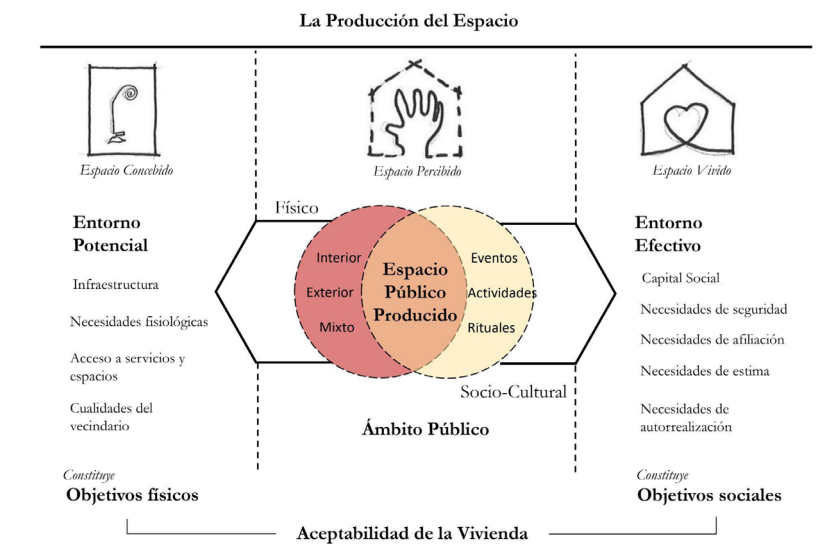 La Producción del Espacio
Espacio Concebido
Espacio Percibido
Espacio Vivido
Entorno
Potencial
Infraestructura
Necesidades fisiológicas
Acceso a servicios y
espacios
Cualidades del
vecindario
Constituye
Objetivos físicos
Físico
Interior
Exterior
Mixto
Espacio
Público
Producido
Eventos
Actividades
Rituales
Socio-Cultural
Ámbito Público
Entorno
Efectivo
Capital Social
Necesidades de seguridad
Necesidades de afiliación
Necesidades de estima
Necesidades de
autorrealización
Constituye
Objetivos sociales
Aceptabilidad de la Vivienda